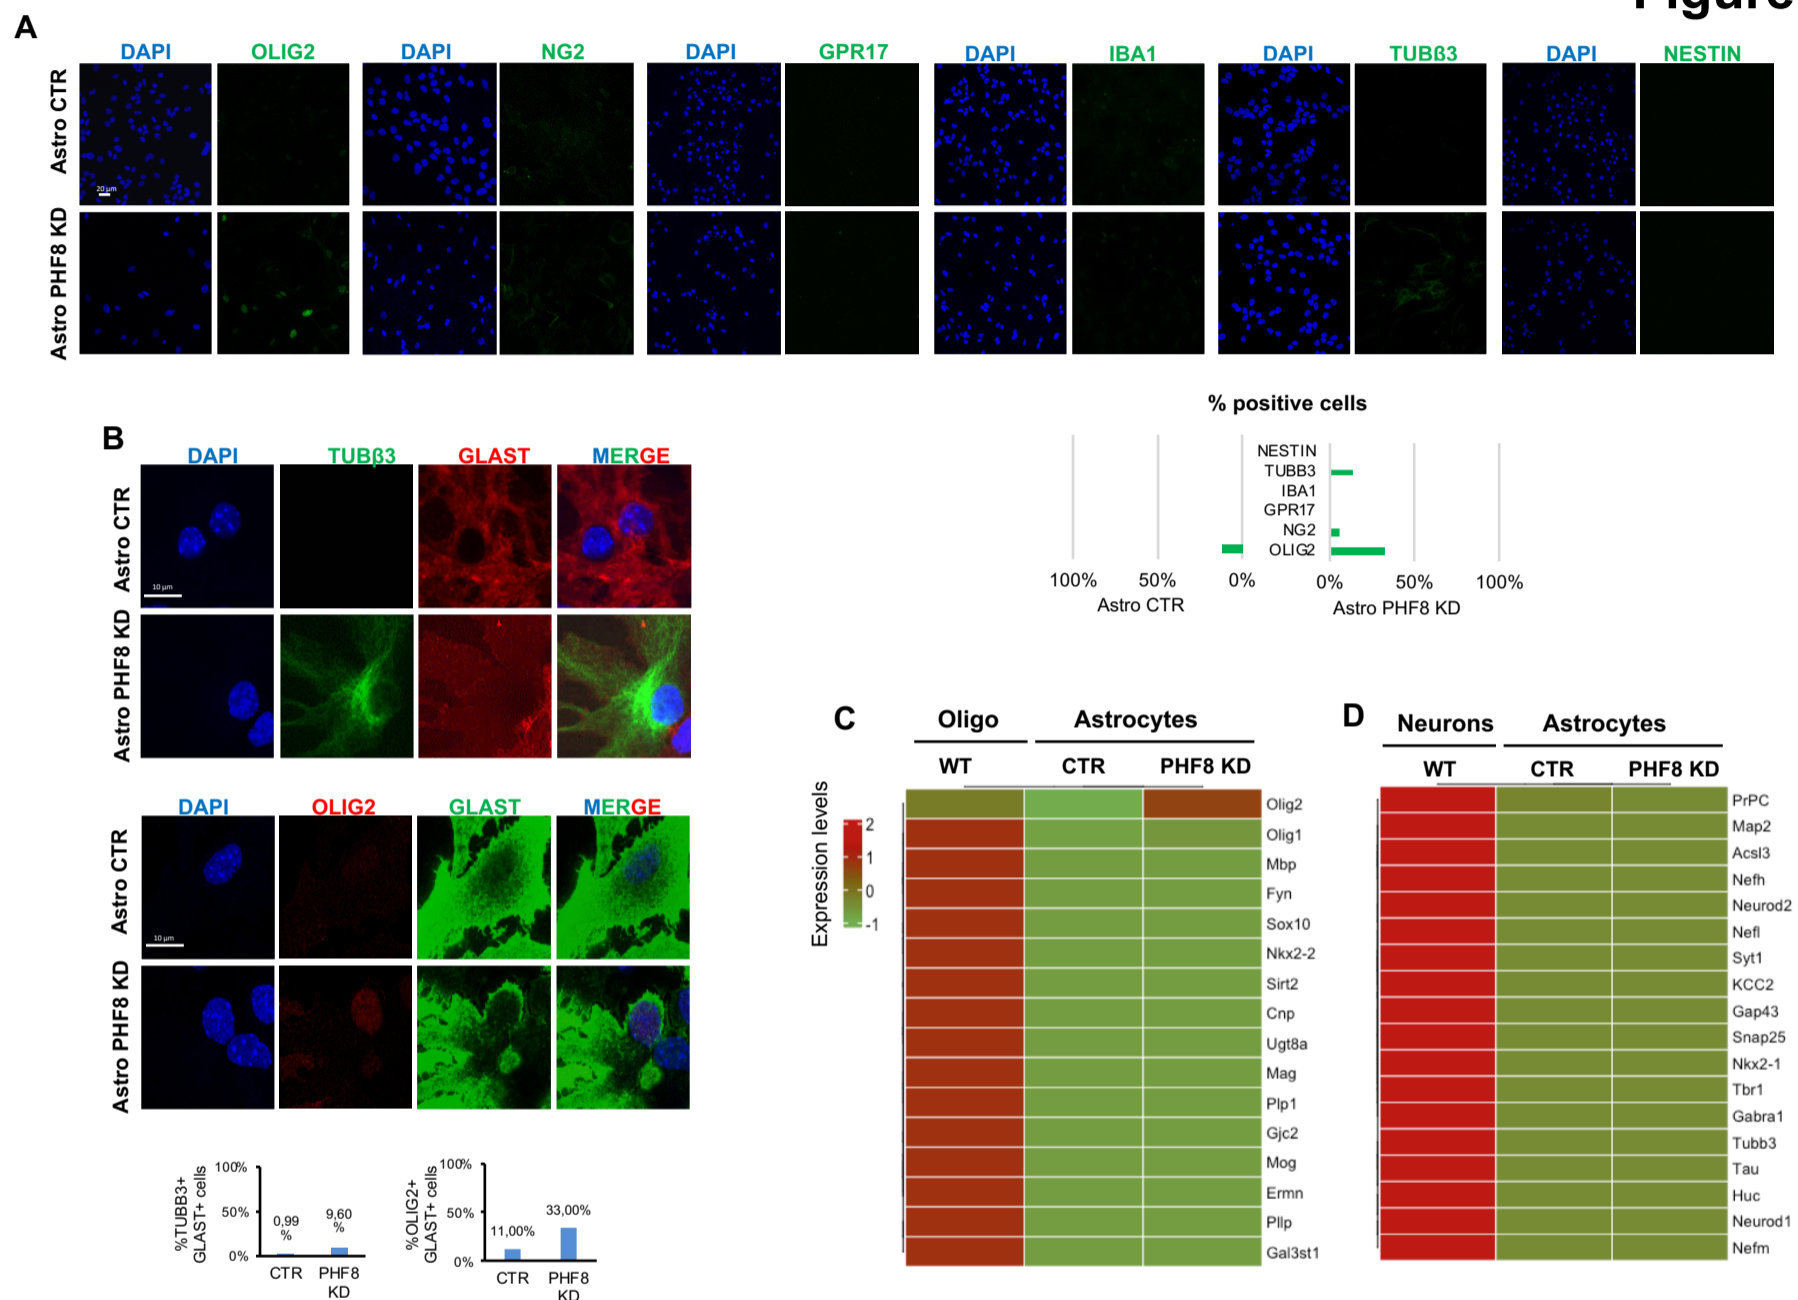 Figure
A
DAPI OLIG2 DAPI NG2 DAPI GPR17 DAPI IBA1 DAPI TUBß3 DAPI NESTIN
Astro CTR
20 µm
Astro PHF8 KD
% positive cells
NESTIN
TUBB3
IBA1
GPR17
NG2
OLIG2
100% 50% 0% 0% 50% 100%
Astro CTR Astro PHF8 KD
B
DAPI TUBβ3 GLAST MERGE
Astro CTR
10 µm
Astro PHF8 KD
DAPI OLIG2 GLAST MERGE
Astro CTR
10 µm
Astro PHF8 KD
%TUBB3+
GLAST+ cells
100%
50%
0%
0,99
%
9,60
%
CTR PHF8
KD
%OLIG2+
GLAST+ cells
100%
50%
0%
11,00%
33,00%
CTR PHF8
KD
C
Oligo Astrocytes
WT CTR PHF8 KD
Expression levels
2
1
0
-1
Olig2
Olig1
Mbp
Fyn
Sox10
Nkx2-2
Sirt2
Cnp
Ugt8a
Mag
Plp1
Gjc2
Mog
Ermn
Pllp
Gal3st1
D
Neurons Astrocytes
WT CTR PHF8 KD
PrPC
Map2
Acsl3
Nefh
Neurod2
Nefl
Syt1
KCC2
Gap43
Snap25
Nkx2-1
Tbr1
Gabra1
Tubb3
Tau
Huc
Neurod1
Nefm